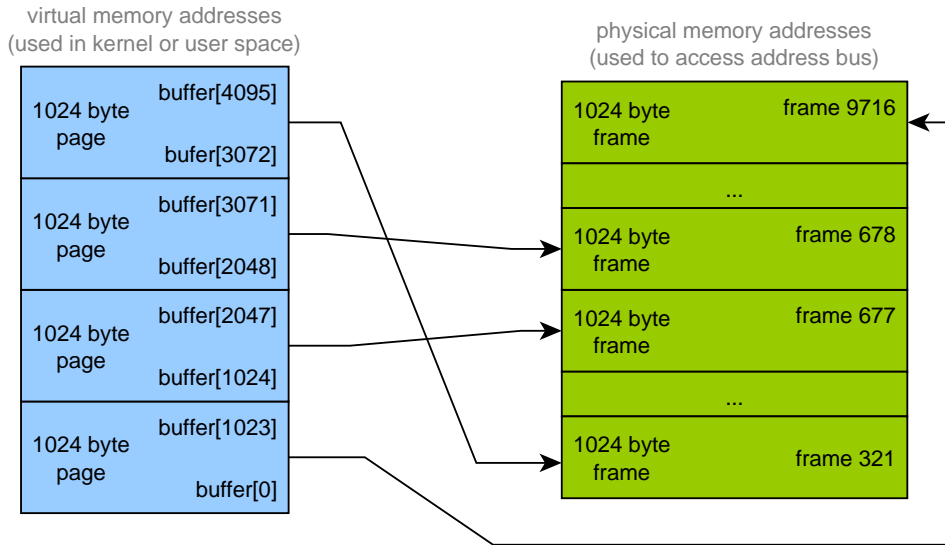 virtual memory addresses
(used in kernel or user space)
1024 byte
page
buffer[4095]
bufer[3072]
1024 byte
page
buffer[3071]
buffer[2048]
1024 byte
page
buffer[2047]
buffer[1024]
1024 byte
page
buffer[1023]
buffer[0]
physical memory addresses
(used to access address bus)
1024 byte
frame
frame 9716
...
1024 byte
frame
frame 678
1024 byte
frame
frame 677
...
1024 byte
frame
frame 321